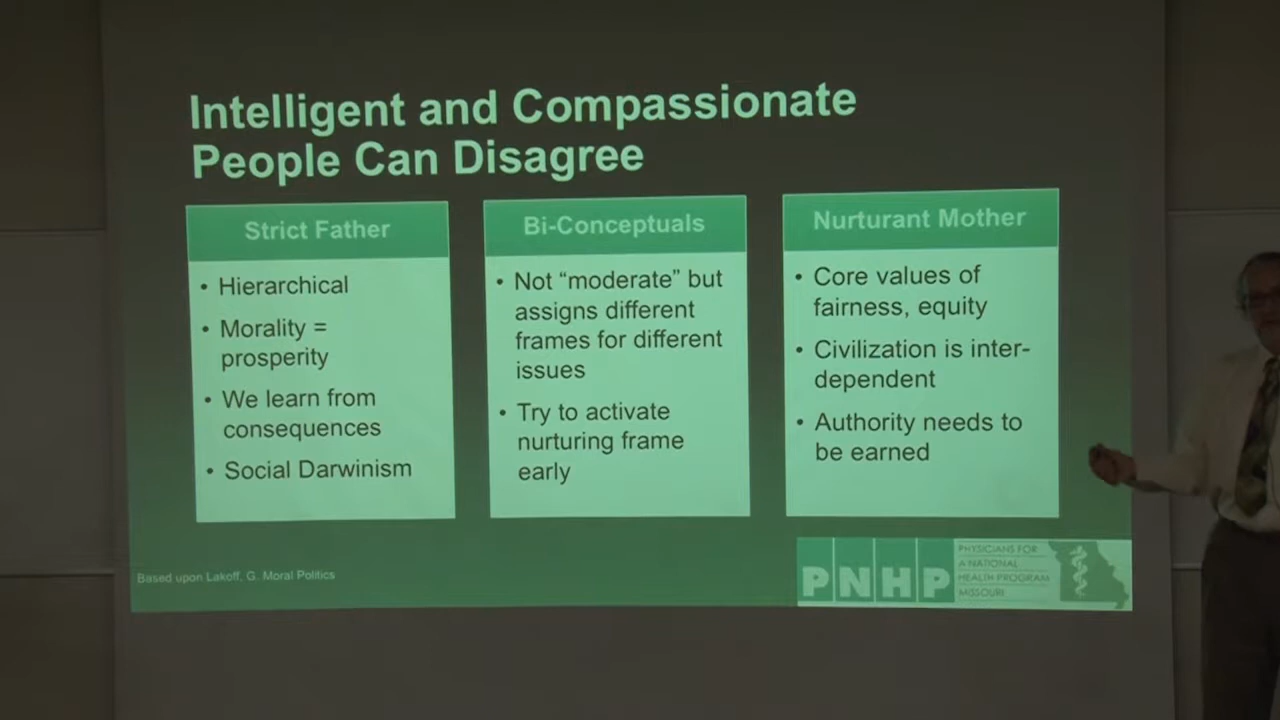 Intelligent and Compassionate
People Can Disagree
Strict Father
• Hierarchical
• Morality =
prosperity
• We learn from
consequences
• Social Darwinism
Bi-Conceptuals
• Not “moderate” but
assigns different
frames for different
issues
• Try to activate
nurturing frame
early
Nurturant Mother
• Core values of
fairness, equity
• Civilization is inter-
dependent
• Authority needs to
be earned
Based upon Lakoff, G. Moral Politics
PNHP
PHYSICIANS FOR
A NATIONAL
HEALTH PROGRAM
MISSOURI